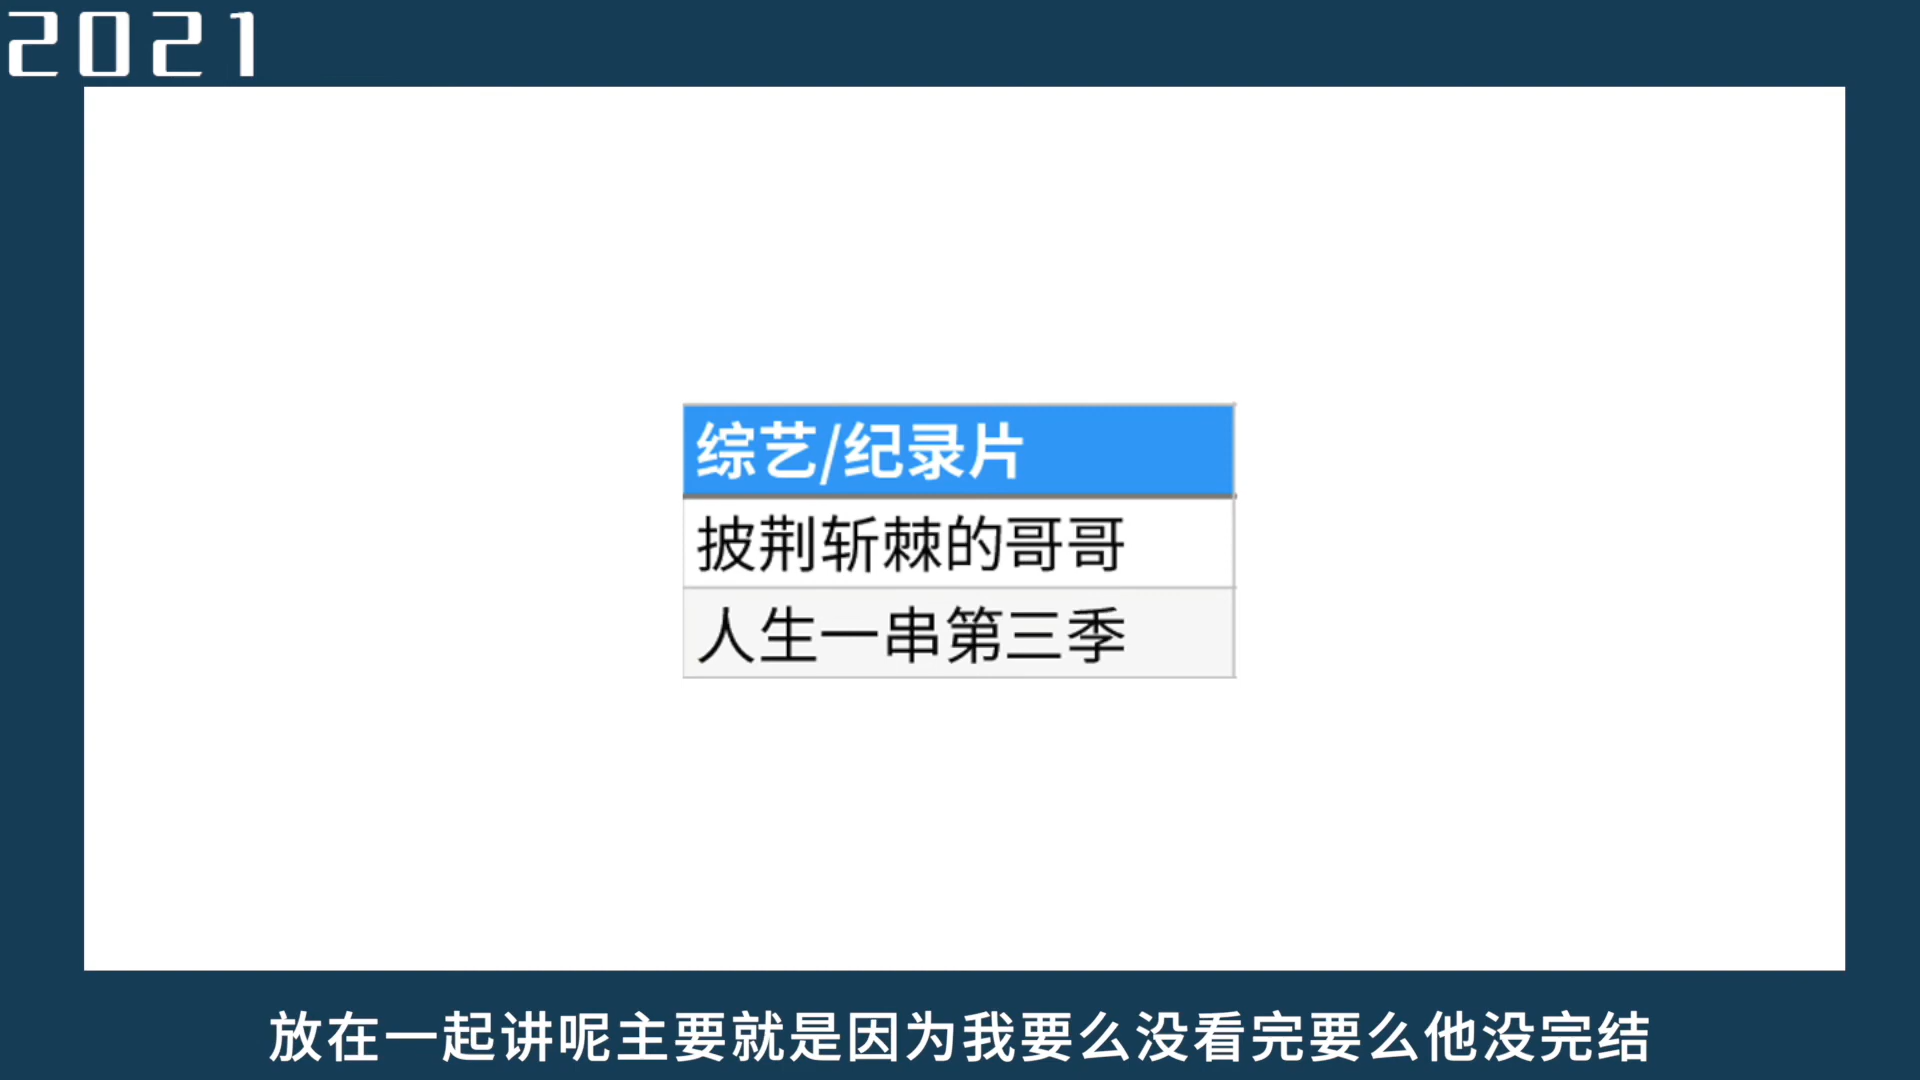 2021
综艺/纪录片
披荆斩棘的哥哥
人生一串第三季
放在一起讲呢主要就是因为我要么没看完要么他没完结